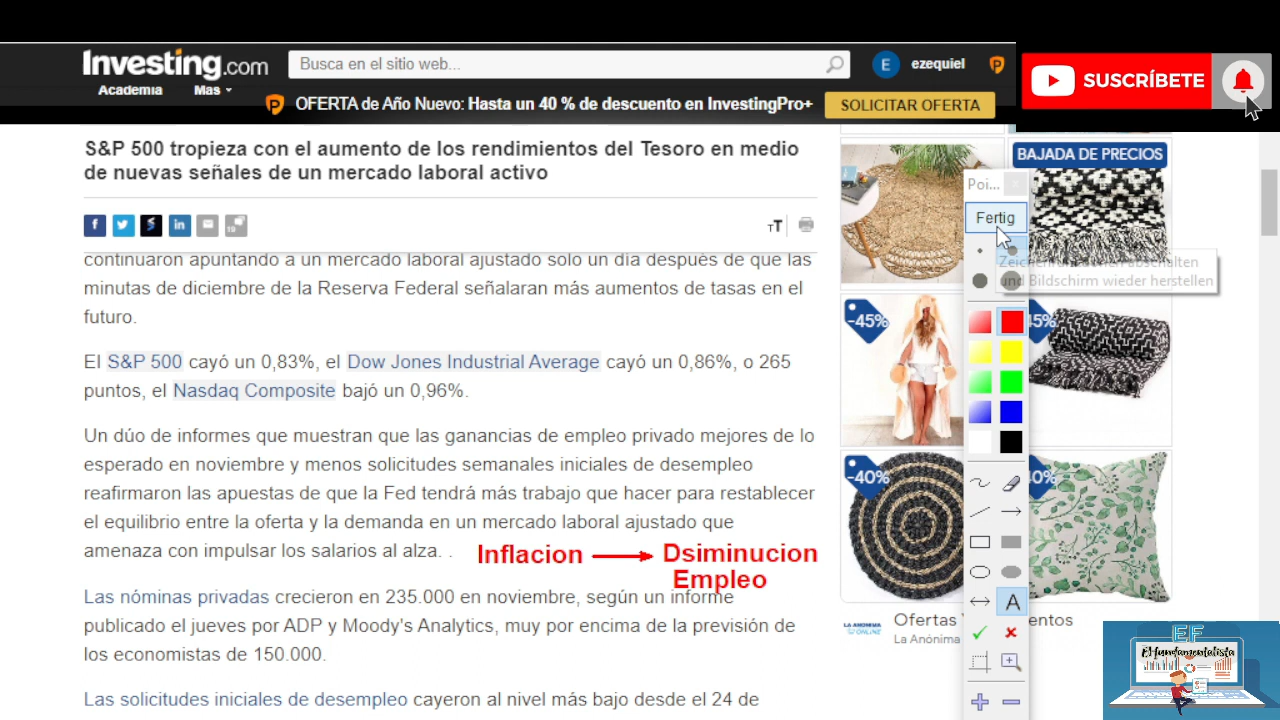 Investing.com
Busca en el sitio web...
E
ezequiel
SUSCRÍBETE
Academia
Mas
OFERTA de Año Nuevo: Hasta un 40 % de descuento en InvestingPro+
SOLICITAR OFERTA
S&P 500 tropieza con el aumento de los rendimientos del Tesoro en medio
de nuevas señales de un mercado laboral activo
BAJADA DE PRECIOS
Poi...
Fertig
continuaron apuntando a un mercado laboral ajustado solo un día después de que las
minutas de diciembre de la Reserva Federal señalaran más aumentos de tasas en el
futuro.
und Bildschirm wieder herstellen
-45%
45%
El S&P 500 cayó un 0,83%, el Dow Jones Industrial Average cayó un 0,86%, o 265
puntos, el Nasdaq Composite bajó un 0,96%.
Un dúo de informes que muestran que las ganancias de empleo privado mejores de lo
esperado en noviembre y menos solicitudes semanales iniciales de desempleo
reafirmaron las apuestas de que la Fed tendrá más trabajo que hacer para restablecer
el equilibrio entre la oferta y la demanda en un mercado laboral ajustado que
amenaza con impulsar los salarios al alza. .
Inflacion
Dsiminucion
Empleo
-40%
Las nóminas privadas crecieron en 235.000 en noviembre, según un informe
publicado el jueves por ADP y Moody's Analytics, muy por encima de la previsión de
los economistas de 150.000.
Las solicitudes iniciales de desempleo
nivel más bajo desde el 24 de
A
LA ANONIMA
ONLINE
Ofertas
La Anónima
EF
ElFundamentalista